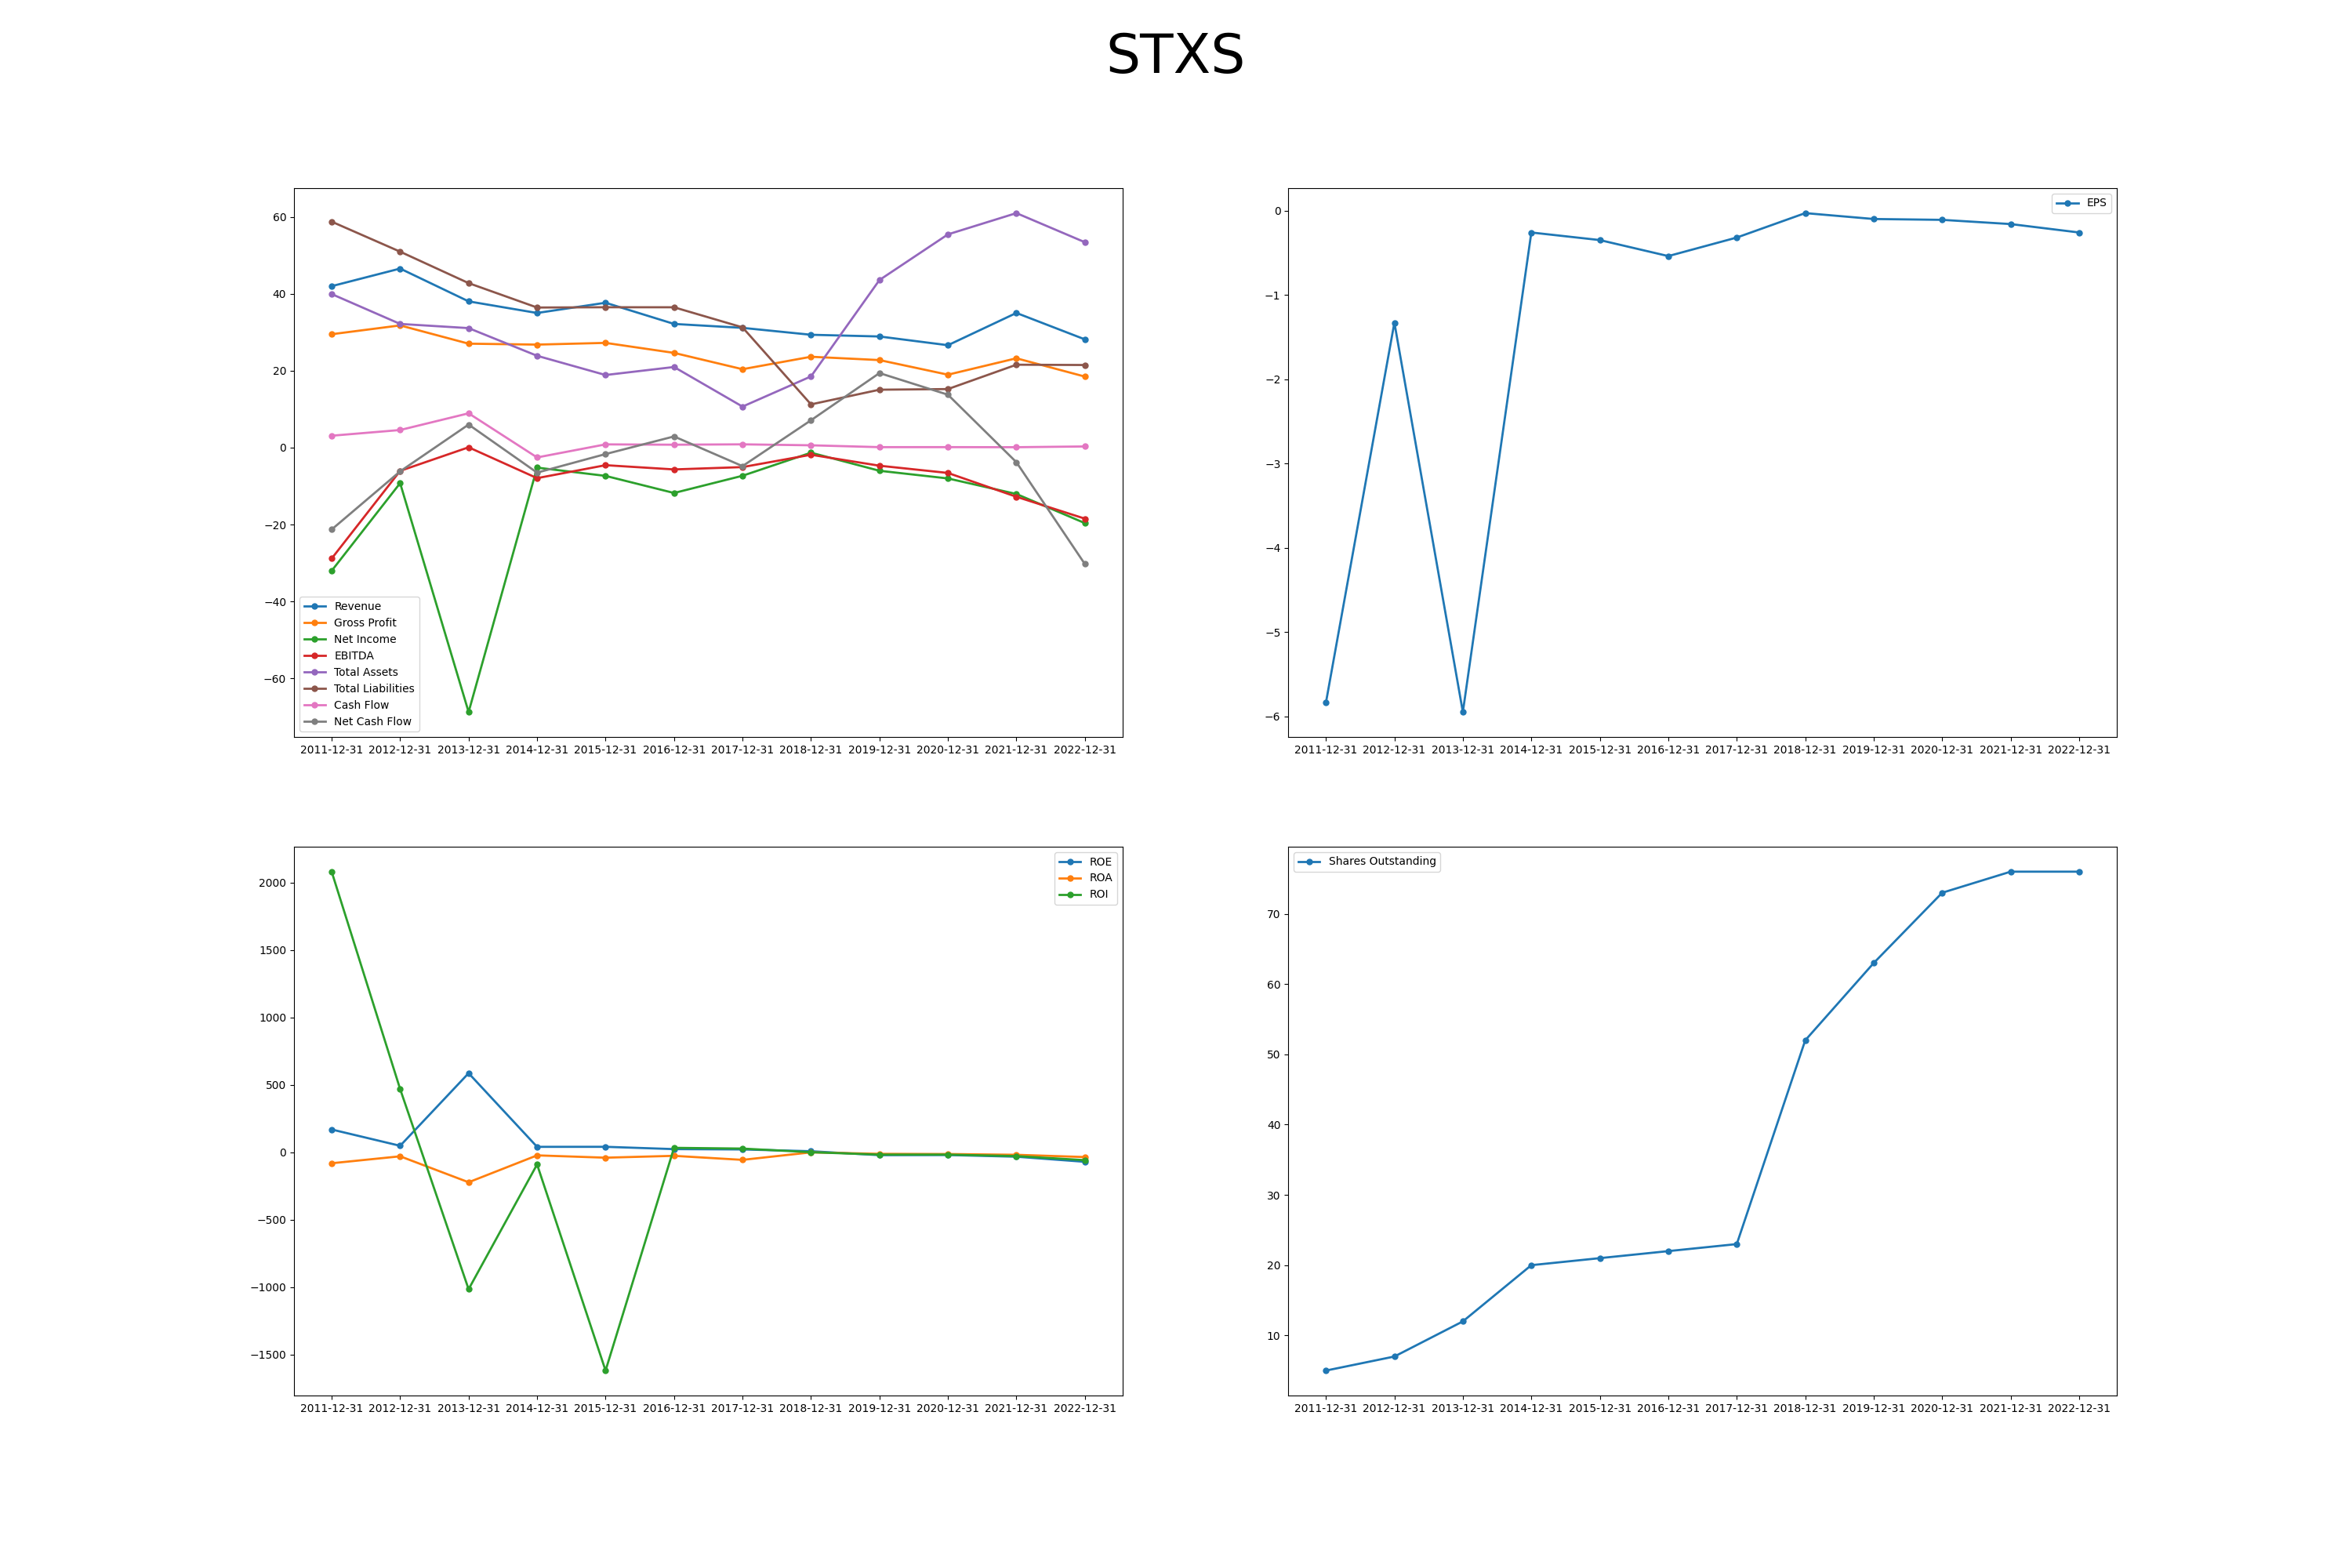 STXS
60
40
20
0
−20
−40
−60
Revenue
Gross Profit
Net Income
EBITDA
Total Assets
Total Liabilities
Cash Flow
Net Cash Flow
2011-12-31 2012-12-31 2013-12-31 2014-12-31 2015-12-31 2016-12-31 2017-12-31 2018-12-31 2019-12-31 2020-12-31 2021-12-31 2022-12-31
0
−1
−2
−3
−4
−5
−6
EPS
2011-12-31 2012-12-31 2013-12-31 2014-12-31 2015-12-31 2016-12-31 2017-12-31 2018-12-31 2019-12-31 2020-12-31 2021-12-31 2022-12-31
2000
1500
1000
500
0
−500
−1000
−1500
ROE
ROA
ROI
2011-12-31 2012-12-31 2013-12-31 2014-12-31 2015-12-31 2016-12-31 2017-12-31 2018-12-31 2019-12-31 2020-12-31 2021-12-31 2022-12-31
Shares Outstanding
70
60
50
40
30
20
10
2011-12-31 2012-12-31 2013-12-31 2014-12-31 2015-12-31 2016-12-31 2017-12-31 2018-12-31 2019-12-31 2020-12-31 2021-12-31 2022-12-31